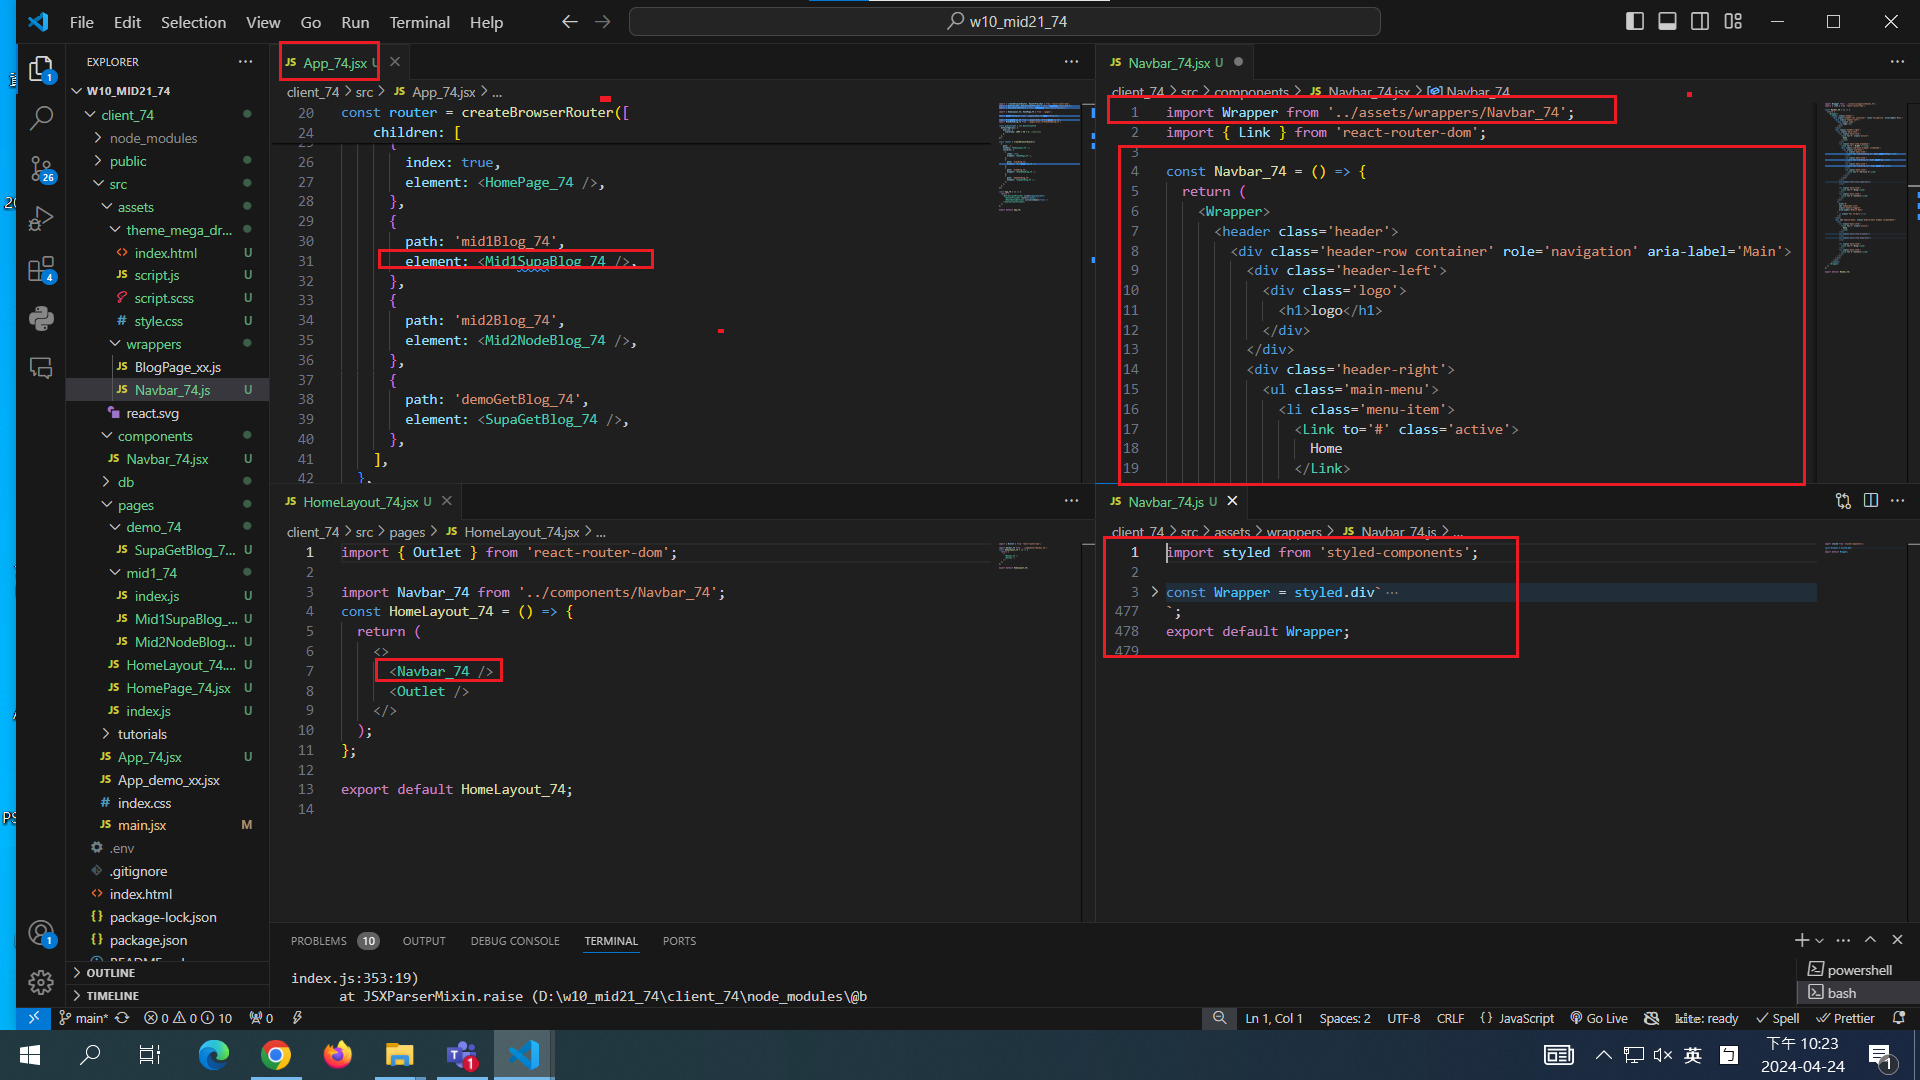 File Edit Selection View Go Run Terminal Help
w10_mid21_74
EXPLORER
W10_MID21_74
client_74
node_modules
public
src
assets
theme_mega_dr...
index.html U
script.js U
script.scss U
style.css U
wrappers
BlogPage_xx.js
Navbar_74.js U
react.svg
components
Navbar_74.jsx U
db
pages
demo_74
SupaGetBlog_7... U
mid1_74
index.js U
Mid1SupaBlog_... U
Mid2NodeBlog... U
HomeLayout_74.... U
HomePage_74.jsx U
index.js U
tutorials
App_74.jsx U
App_demo_xx.jsx
index.css
main.jsx M
.env
.gitignore
index.html
package-lock.json
package.json
OUTLINE
TIMELINE
App_74.jsx U
client_74 > src > App_74.jsx > ...
20 const router = createBrowserRouter([
24 children: [
26 index: true,
27 element: <HomePage_74 />,
28 },
29 {
30 path: 'mid1Blog_74',
31 element: <Mid1SupaBlog_74 />,
32 },
33 {
34 path: 'mid2Blog_74',
35 element: <Mid2NodeBlog_74 />,
36 },
37 {
38 path: 'demoGetBlog_74',
39 element: <SupaGetBlog_74 />,
40 },
41 ],
42 },
Navbar_74.jsx U
client_74 > src > components > Navbar_74.jsx > Navbar_74
1 import Wrapper from '../assets/wrappers/Navbar_74';
2 import { Link } from 'react-router-dom';
3
4 const Navbar_74 = () => {
5 return (
6 <Wrapper>
7 <header class='header'>
8 <div class='header-row container' role='navigation' aria-label='Main'>
9 <div class='header-left'>
10 <div class='logo'>
11 <h1>logo</h1>
12 </div>
13 </div>
14 <div class='header-right'>
15 <ul class='main-menu'>
16 <li class='menu-item'>
17 <Link to='#' class='active'>
18 Home
19 </Link>
HomeLayout_74.jsx U
client_74 > src > pages > HomeLayout_74.jsx > ...
1 import { Outlet } from 'react-router-dom';
2
3 import Navbar_74 from '../components/Navbar_74';
4 const HomeLayout_74 = () => {
5 return (
6 <>
7 <Navbar_74 />
8 <Outlet />
9 </>
10 );
11 };
12
13 export default HomeLayout_74;
14
Navbar_74.js U
client_74 > src > assets > wrappers > Navbar_74.js > ...
1 import styled from 'styled-components';
2
3 const Wrapper = styled.div` ...
477 `;
478 export default Wrapper;
479
PROBLEMS 10 OUTPUT DEBUG CONSOLE TERMINAL PORTS
index.js:353:19)
at JSXParserMixin.raise (D:\w10_mid21_74\client_74\node_modules\@b
powershell
bash
main* 0 0 10 0
Ln 1, Col 1 Spaces: 2 UTF-8 CRLF {} JavaScript Go Live kite: ready Spell Prettier
英
下午 10:23
2024-04-24